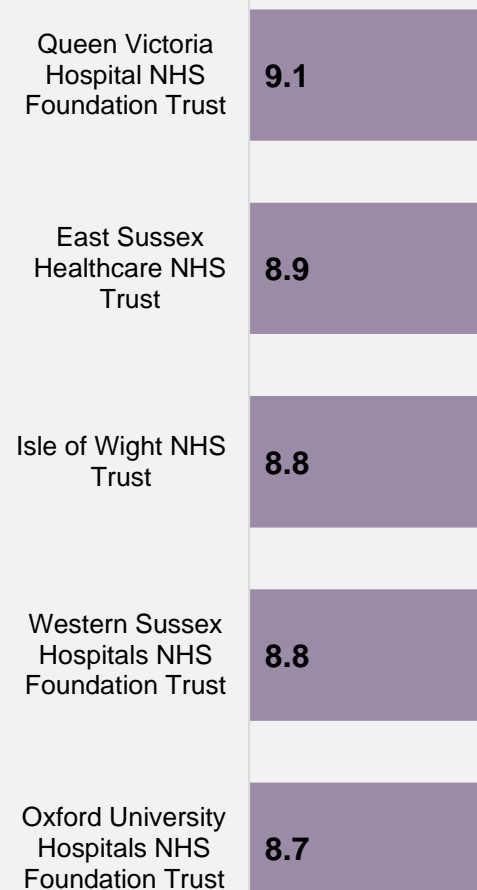 Queen Victoria
Hospital NHS
Foundation Trust
9.1
East Sussex
Healthcare NHS
Trust
8.9
Isle of Wight NHS
Trust
8.8
Western Sussex
Hospitals NHS
Foundation Trust
8.8
Oxford University
Hospitals NHS
Foundation Trust
8.7